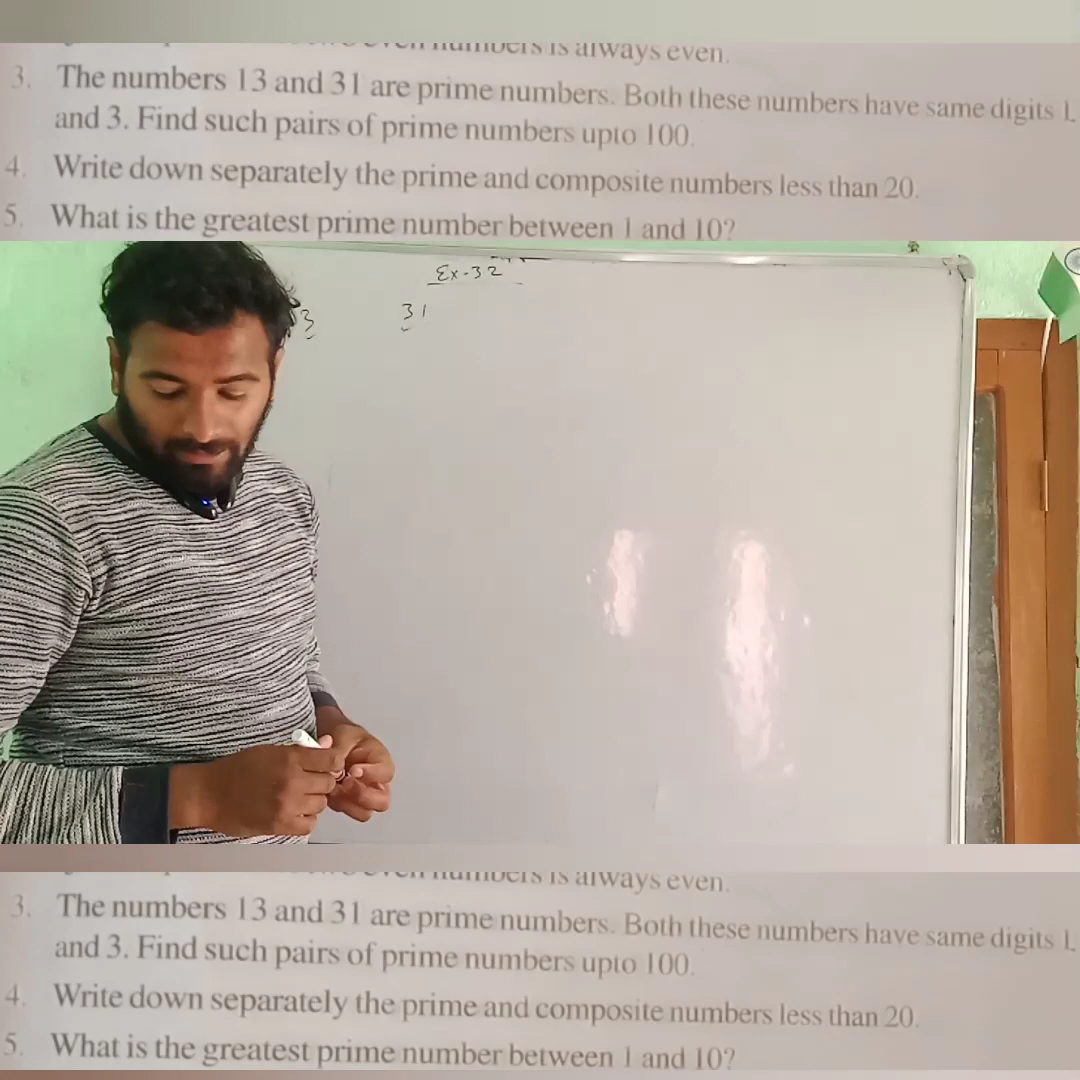 numbers is always even.
3. The numbers 13 and 31 are prime numbers. Both these numbers have same digits 1
and 3. Find such pairs of prime numbers upto 100.
4. Write down separately the prime and composite numbers less than 20.
5. What is the greatest prime number between 1 and 10?
Ex-32
3 31
numbers is always even.
3. The numbers 13 and 31 are prime numbers. Both these numbers have same digits 1
and 3. Find such pairs of prime numbers upto 100.
4. Write down separately the prime and composite numbers less than 20.
5. What is the greatest prime number between 1 and 10?